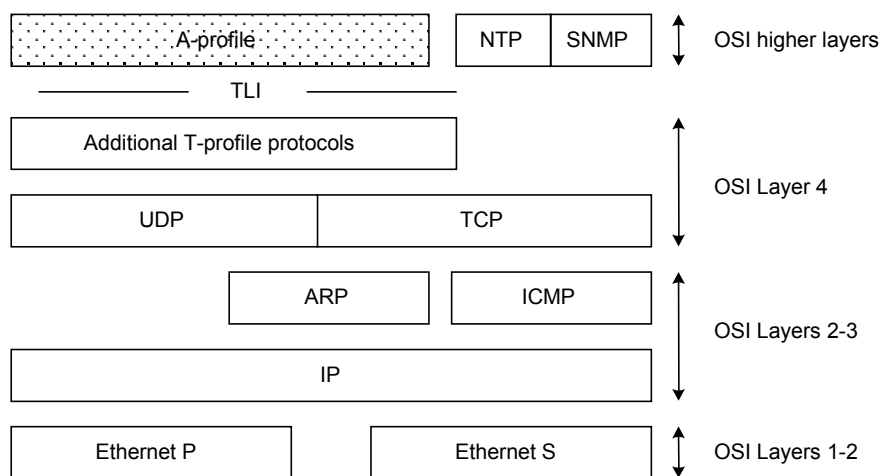 A-profile NTP SNMP OSI higher layers
TLI
Additional T-profile protocols
OSI Layer 4
UDP TCP
ARP ICMP
OSI Layers 2-3
IP
Ethernet P Ethernet S OSI Layers 1-2